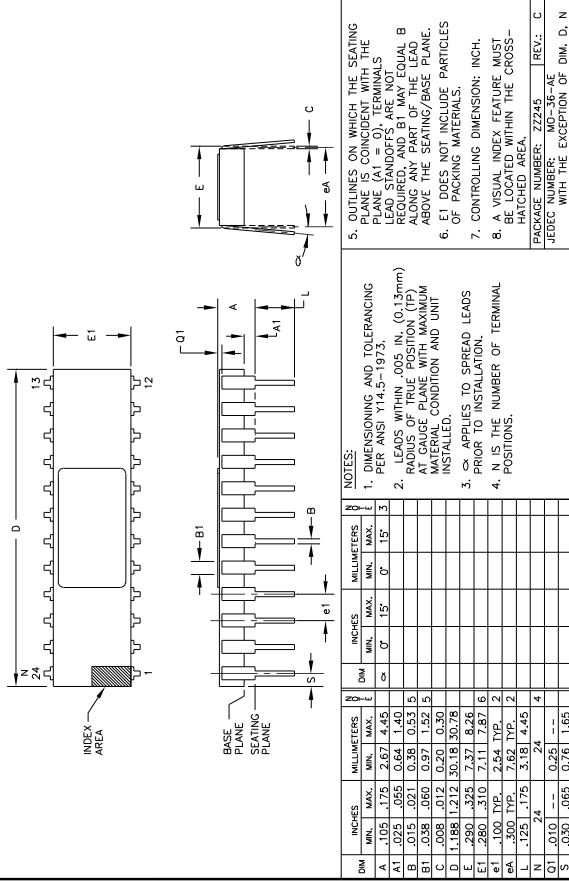 D
E1
N
24
13
1
12
INDEX
AREA
E
C
eA
∝
Q1
A
A1
L
BASE
PLANE
SEATING
PLANE
B1
B
e1
S
DIM INCHES MILLIMETERS NOTE
MIN. MAX. MIN. MAX.
A .105 .175 2.67 4.45
A1 .025 .055 0.64 1.40
B .015 .021 0.38 0.53 5
B1 .038 .060 0.97 1.52 5
C .008 .012 0.20 0.30
D 1.188 1.212 30.18 30.78
E .290 .325 7.37 8.26
E1 .280 .310 7.11 7.87 6
e1 .100 TYP. 2.54 TYP. 2
eA .300 TYP. 7.62 TYP. 2
L .125 .175 3.18 4.45
N 24 24 4
Q1 .010 -- 0.25 --
S .030 .065 0.76 1.65
DIM INCHES MILLIMETERS NOTE
MIN. MAX. MIN. MAX.
∝ 0° 15° 0° 15° 3
NOTES:
1. DIMENSIONING AND TOLERANCING
PER ANSI Y14.5-1973.
2. LEADS WITHIN .005 IN. (0.13mm)
RADIUS OF TRUE POSITION (TP)
AT GAUGE PLANE WITH MAXIMUM
MATERIAL CONDITION AND UNIT
INSTALLED.
3. ∝ APPLIES TO SPREAD LEADS
PRIOR TO INSTALLATION.
4. N IS THE NUMBER OF TERMINAL
POSITIONS.
5. OUTLINES ON WHICH THE SEATING
PLANE IS COINCIDENT WITH THE
PLANE (A1 = 0), TERMINALS
LEAD STANDOFFS ARE NOT
REQUIRED, AND B1 MAY EQUAL B
ALONG ANY PART OF THE LEAD
ABOVE THE SEATING/BASE PLANE.
6. E1 DOES NOT INCLUDE PARTICLES
OF PACKING MATERIALS.
7. CONTROLLING DIMENSION: INCH.
8. A VISUAL INDEX FEATURE MUST
BE LOCATED WITHIN THE CROSS-
HATCHED AREA.
PACKAGE NUMBER: ZZ245 REV.: C
JEDEC NUMBER: MO-36-AE
WITH THE EXCEPTION OF DIM. D, N